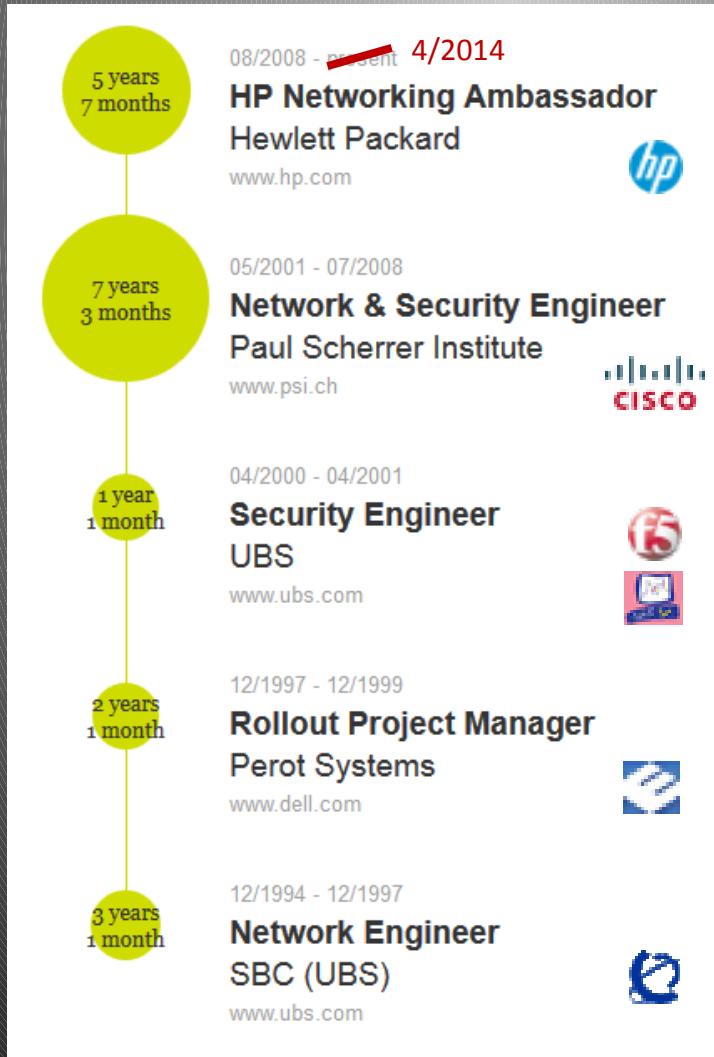 5 years
7 months
08/2008 - present 4/2014
HP Networking Ambassador
Hewlett Packard
www.hp.com
hp
7 years
3 months
05/2001 - 07/2008
Network & Security Engineer
Paul Scherrer Institute
www.psi.ch
CISCO
1 year
1 month
04/2000 - 04/2001
Security Engineer
UBS
www.ubs.com
f5
2 years
1 month
12/1997 - 12/1999
Rollout Project Manager
Perot Systems
www.dell.com
3 years
1 month
12/1994 - 12/1997
Network Engineer
SBC (UBS)
www.ubs.com